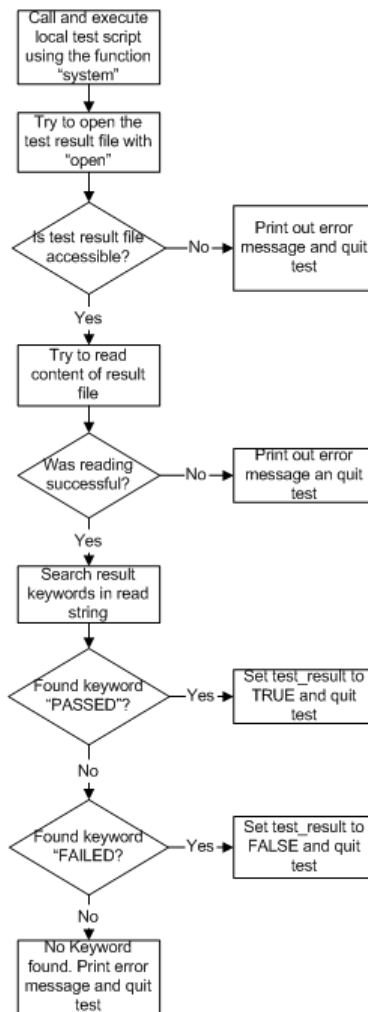 Call and execute
local test script
using the function
"system"
Try to open the
test result file with
"open"
Is test result file
accessible?
No
Print out error
message and quit
test
Yes
Try to read
content of result
file
Was reading
successful?
No
Print out error
message an quit
test
Yes
Search result
keywords in read
string
Found keyword
"PASSED"?
Yes
Set test_result to
TRUE and quit
test
No
Found keyword
"FAILED?
Yes
Set test_result to
FALSE and quit
test
No
No Keyword
found. Print error
message and quit
test